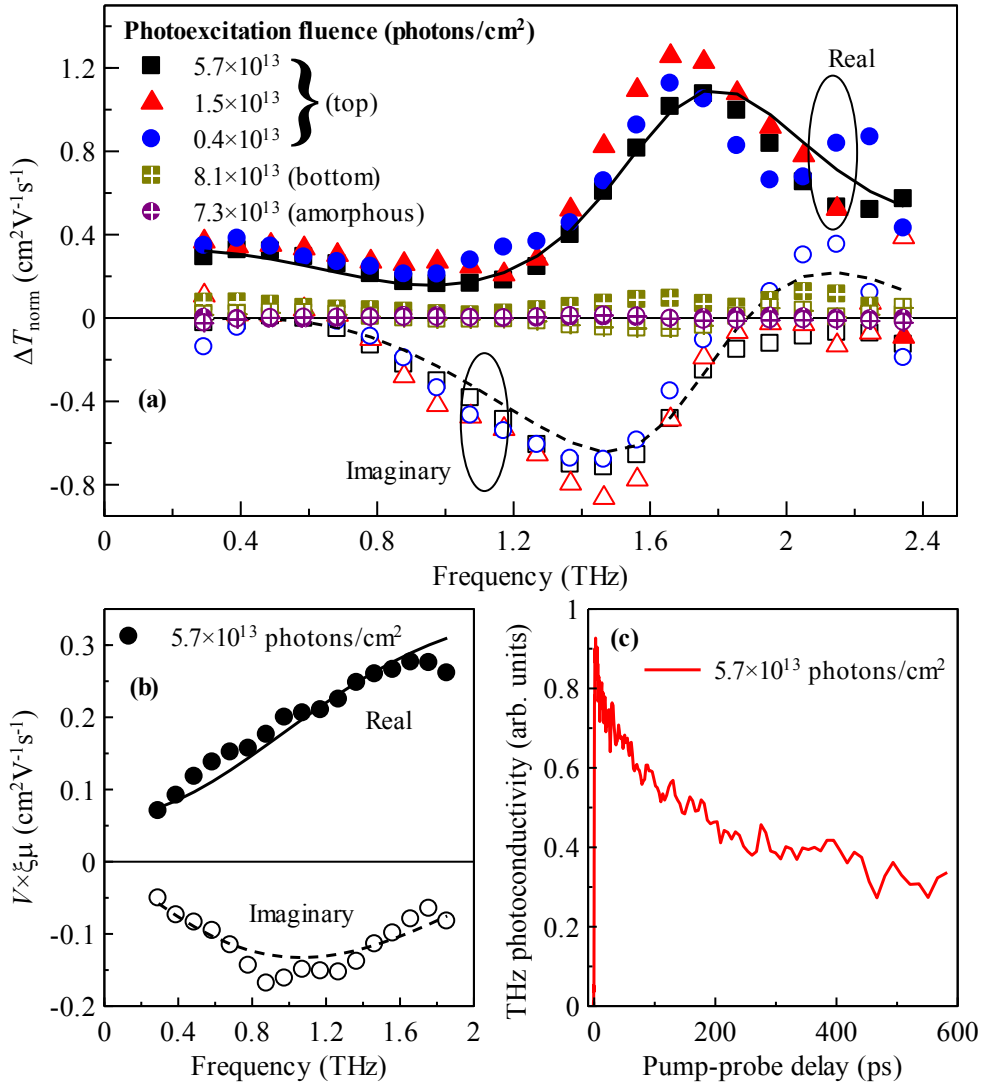 Photoexcitation fluence (photons/cm²)
5.7×10¹³
1.5×10¹³ (top)
0.4×10¹³
8.1×10¹³ (bottom)
7.3×10¹³ (amorphous)
Real
Imaginary
(a)
1.2
0.8
0.4
0
-0.4
-0.8
ΔT_norm (cm²V⁻¹s⁻¹)
0 0.4 0.8 1.2 1.6 2 2.4
Frequency (THz)
5.7×10¹³ photons/cm²
(b)
Real
Imaginary
0.3
0.2
0.1
0
-0.1
-0.2
V×ξμ (cm²V⁻¹s⁻¹)
0 0.4 0.8 1.2 1.6 2
Frequency (THz)
(c)
5.7×10¹³ photons/cm²
1
0.8
0.6
0.4
0.2
0
THz photoconductivity (arb. units)
0 200 400 600
Pump-probe delay (ps)